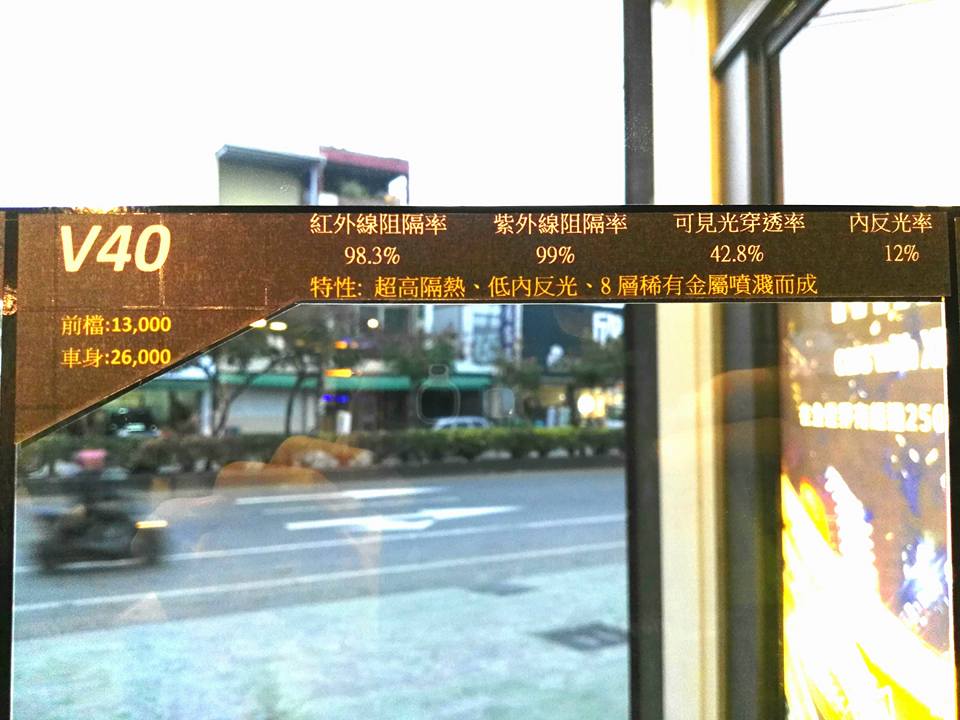 V40
紅外線阻隔率 紫外線阻隔率 可見光穿透率 內反光率
98.3% 99% 42.8% 12%
特性: 超高隔熱、低內反光、8 層稀有金屬噴濺而成
前檔:13,000
車身:26,000